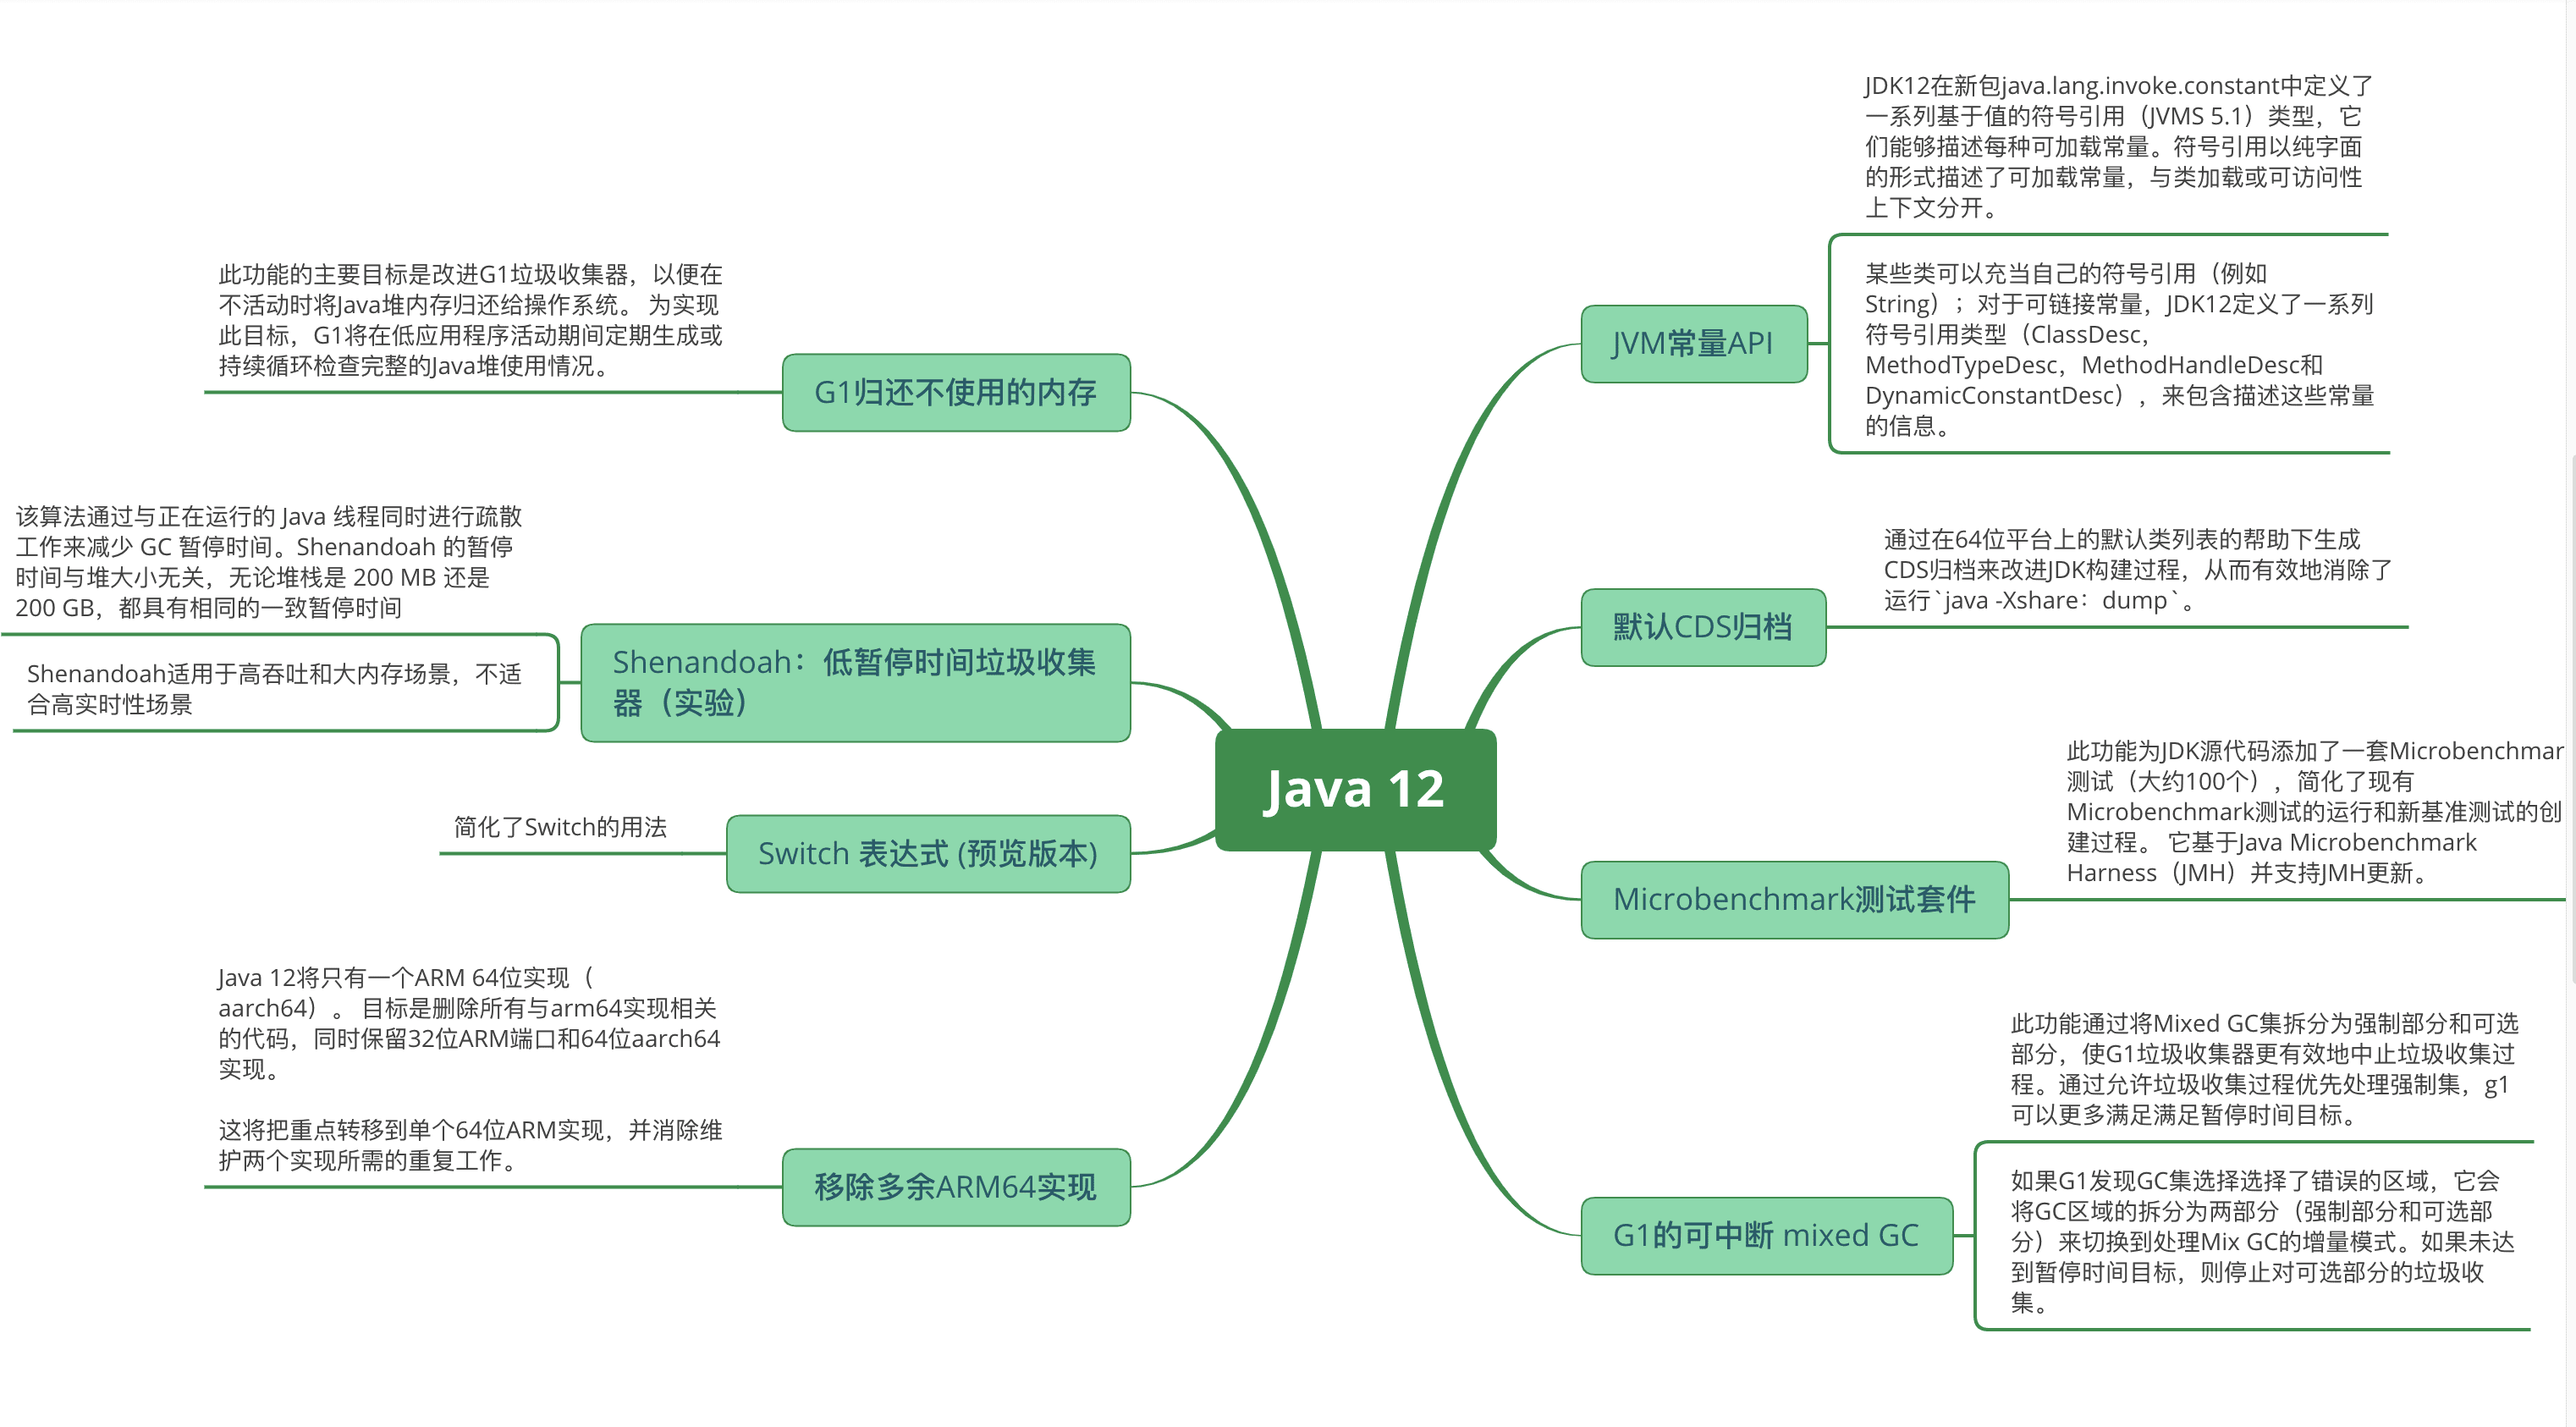 JDK12在新包java.lang.invoke.constant中定义了
一系列基于值的符号引用（JVMS 5.1）类型，它
们能够描述每种可加载常量。符号引用以纯字面
的形式描述了可加载常量，与类加载或可访问性
上下文分开。
某些类可以充当自己的符号引用（例如
String）；对于可链接常量，JDK12定义了一系列
符号引用类型（ClassDesc，
MethodTypeDesc，MethodHandleDesc和
DynamicConstantDesc），来包含描述这些常量
的信息。
JVM常量API
此功能的主要目标是改进G1垃圾收集器，以便在
不活动时将Java堆内存归还给操作系统。 为实现
此目标，G1将在低应用程序活动期间定期生成或
持续循环检查完整的Java堆使用情况。
G1归还不使用的内存
该算法通过与正在运行的 Java 线程同时进行疏散
工作来减少 GC 暂停时间。Shenandoah 的暂停
时间与堆大小无关，无论堆栈是 200 MB 还是
200 GB，都具有相同的一致暂停时间
Shenandoah适用于高吞吐和大内存场景，不适
合高实时性场景
Shenandoah：低暂停时间垃圾收集
器（实验）
通过在64位平台上的默认类列表的帮助下生成
CDS归档来改进JDK构建过程，从而有效地消除了
运行`java -Xshare：dump`。
默认CDS归档
Java 12
简化了Switch的用法
Switch 表达式 (预览版本)
此功能为JDK源代码添加了一套Microbenchmar
测试（大约100个），简化了现有
Microbenchmark测试的运行和新基准测试的创
建过程。 它基于Java Microbenchmark
Harness（JMH）并支持JMH更新。
Microbenchmark测试套件
Java 12将只有一个ARM 64位实现（
aarch64）。 目标是删除所有与arm64实现相关
的代码，同时保留32位ARM端口和64位aarch64
实现。
这将把重点转移到单个64位ARM实现，并消除维
护两个实现所需的重复工作。
移除多余ARM64实现
此功能通过将Mixed GC集拆分为强制部分和可选
部分，使G1垃圾收集器更有效地中止垃圾收集过
程。通过允许垃圾收集过程优先处理强制集，g1
可以更多满足满足暂停时间目标。
如果G1发现GC集选择选择了错误的区域，它会
将GC区域的拆分为两部分（强制部分和可选部
分）来切换到处理Mix GC的增量模式。如果未达
到暂停时间目标，则停止对可选部分的垃圾收
集。
G1的可中断 mixed GC